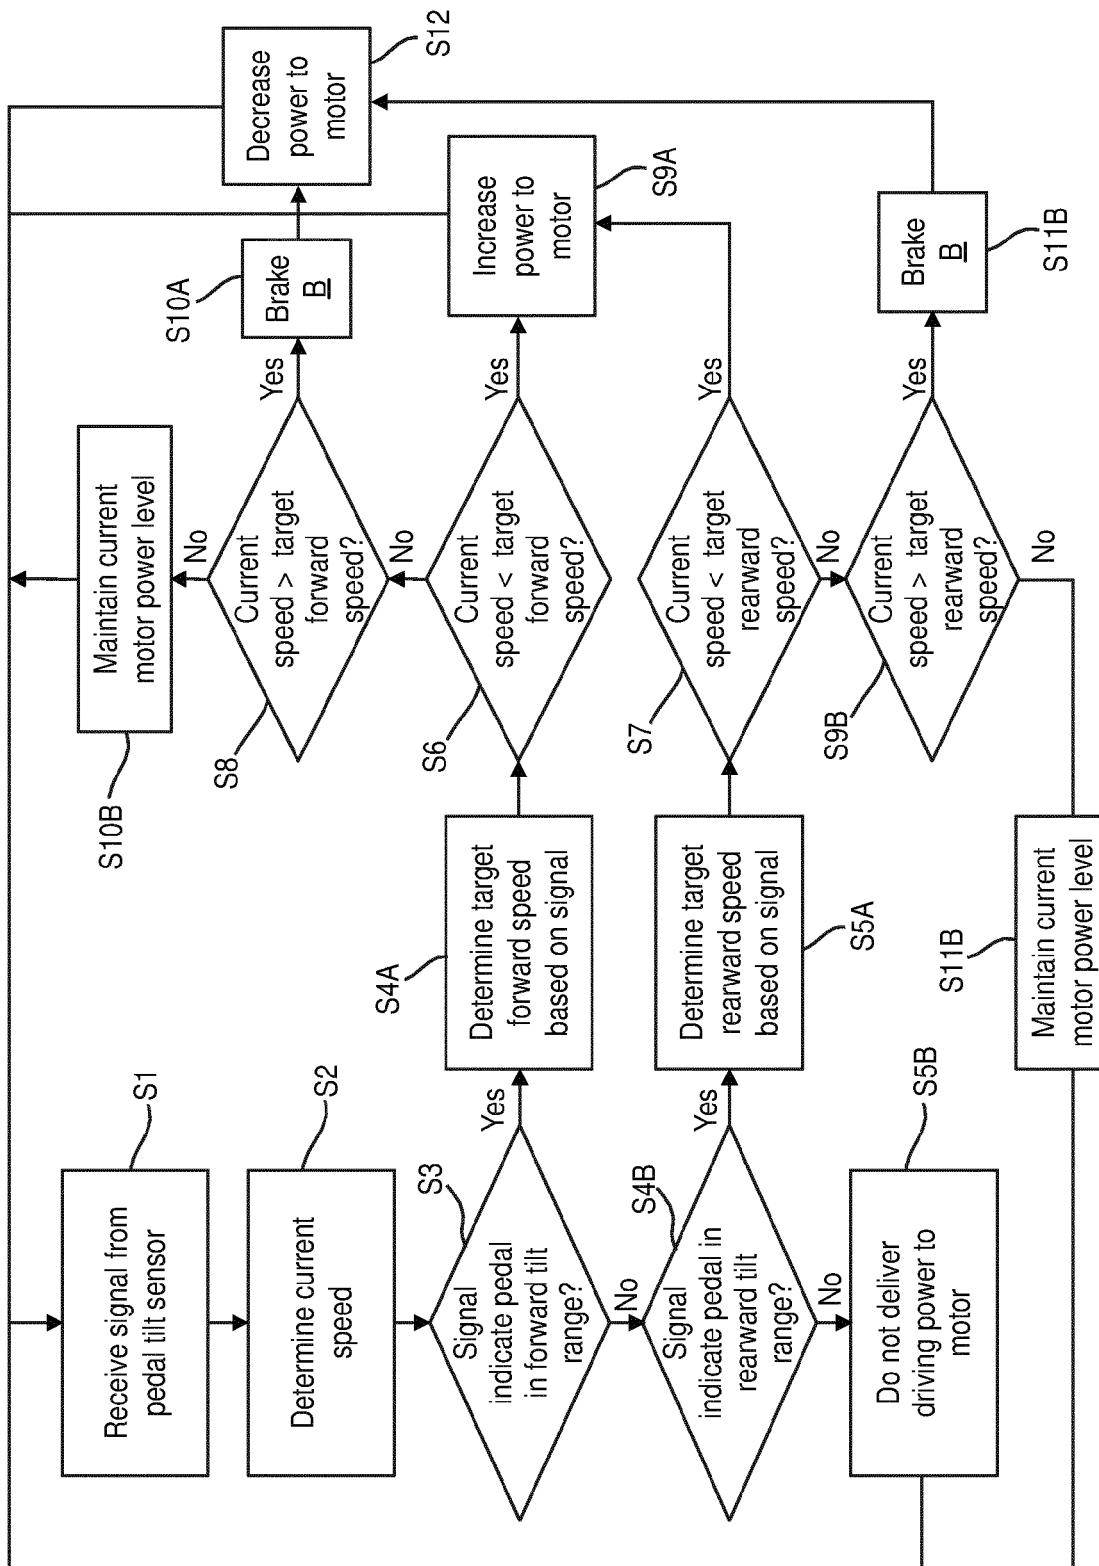 S1
Receive signal from
pedal tilt sensor
S2
Determine current
speed
S3
Signal
indicate pedal
in forward tilt
range?
Yes
No
S4A
Determine target
forward speed
based on signal
S4B
Signal
indicate pedal in
rearward tilt
range?
Yes
No
S5A
Determine target
rearward speed
based on signal
S5B
Do not deliver
driving power to
motor
S6
Current
speed < target
forward
speed?
Yes
No
S7
Current
speed < target
rearward
speed?
Yes
No
S8
Current
speed > target
forward
speed?
Yes
No
S9A
Increase
power to
motor
S9B
Current
speed > target
rearward
speed?
Yes
No
S10A
Brake
B
S10B
Maintain current
motor power level
S11B
Brake
B
S11B
Maintain current
motor power level
S12
Decrease
power to
motor